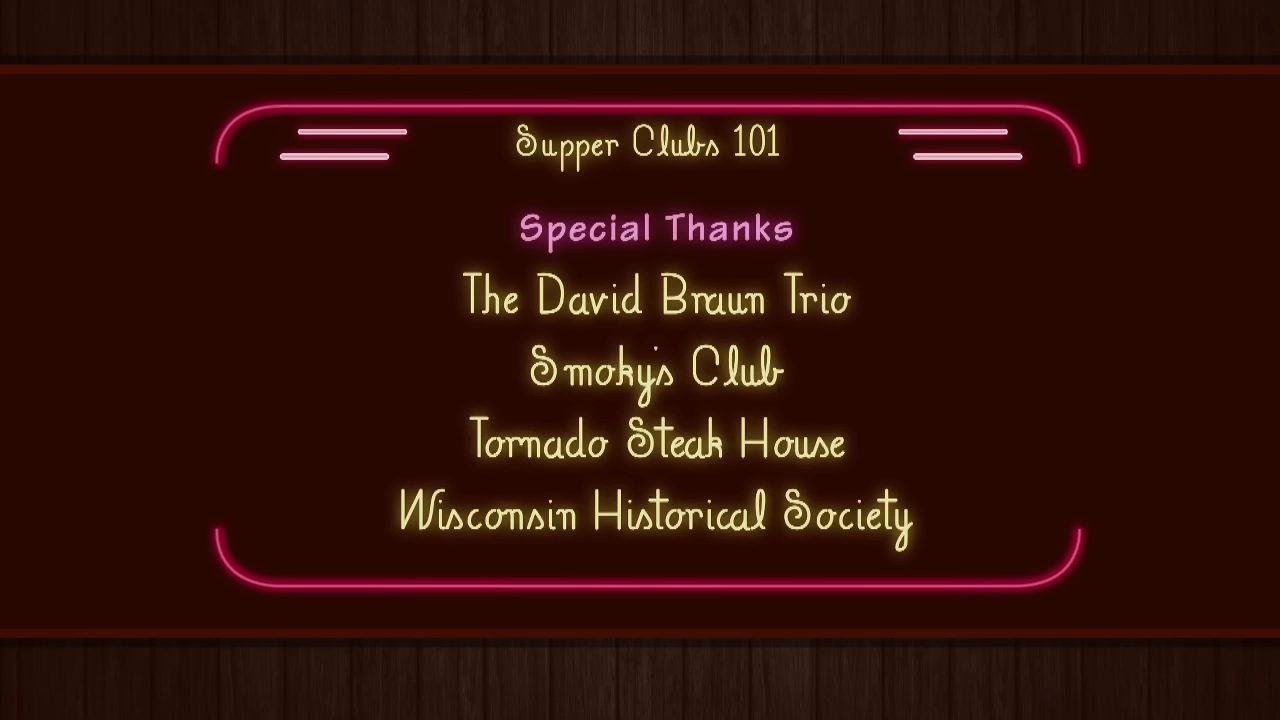 Supper Clubs 101
Special Thanks
The David Braun Trio
Smoky's Club
Tornado Steak House
Wisconsin Historical Society